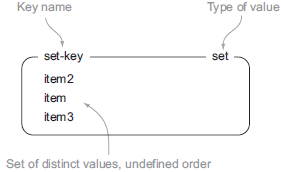 Key name
Type of value
set-key
set
item2
item
item3
Set of distinct values, undefined order